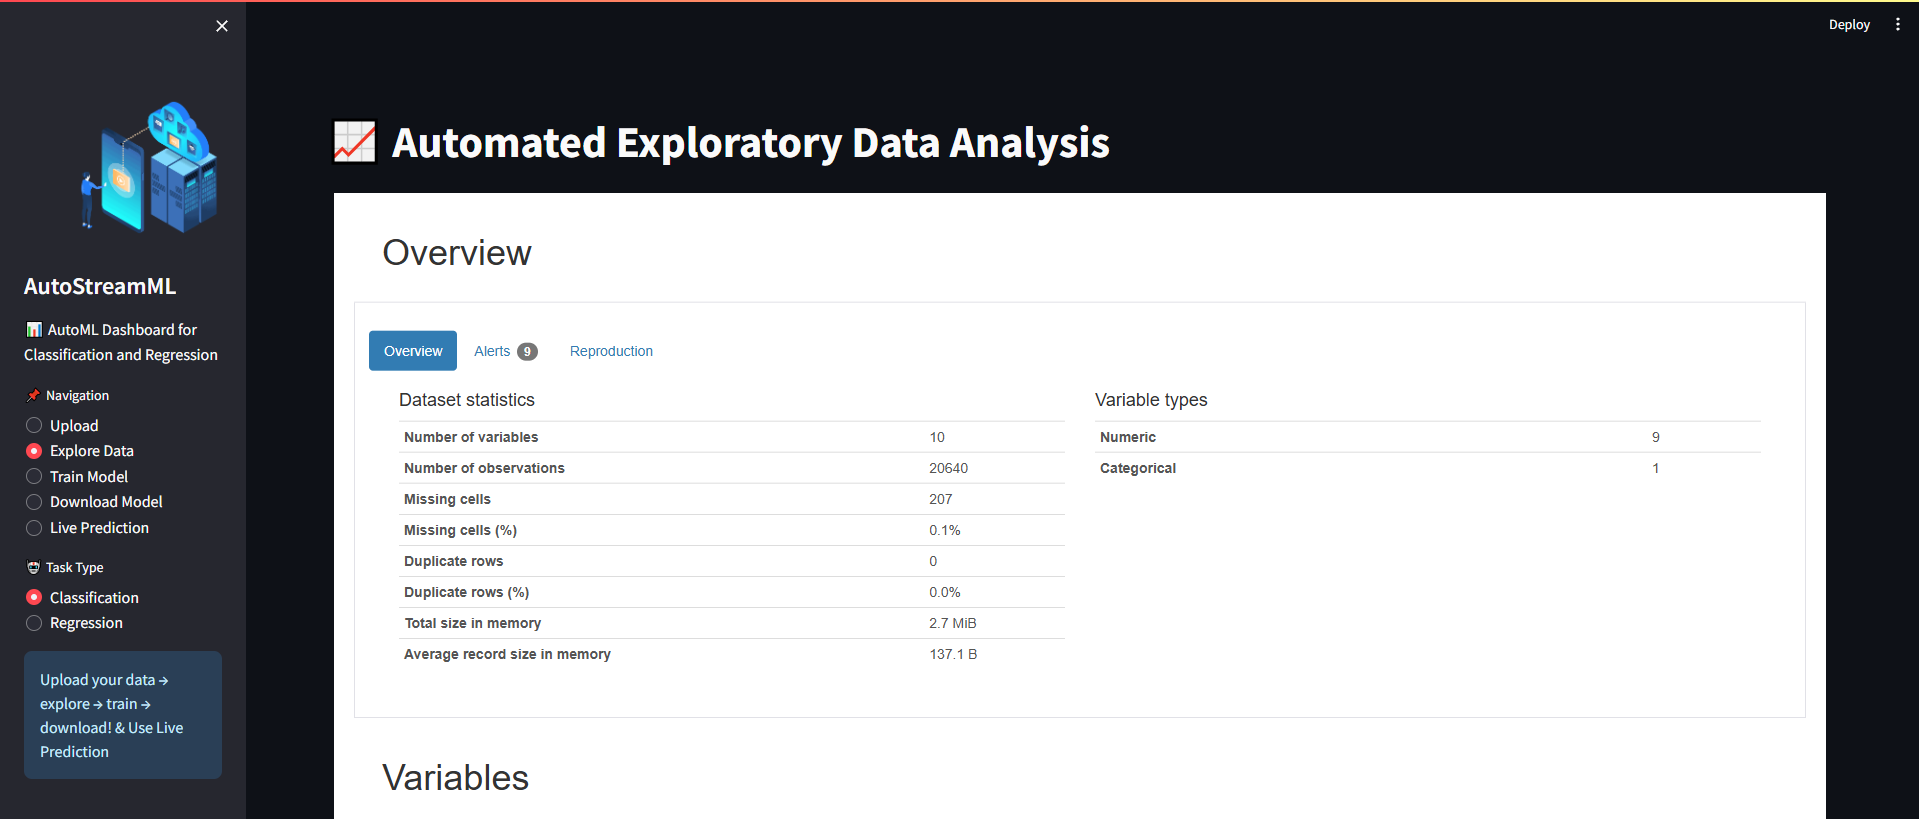 Deploy
AutoStreamML
AutoML Dashboard for
Classification and Regression
Navigation
Upload
Explore Data
Train Model
Download Model
Live Prediction
Task Type
Classification
Regression
Upload your data →
explore → train →
download! & Use Live
Prediction
Automated Exploratory Data Analysis
Overview
Overview Alerts 9 Reproduction
Dataset statistics
Number of variables 10
Number of observations 20640
Missing cells 207
Missing cells (%) 0.1%
Duplicate rows 0
Duplicate rows (%) 0.0%
Total size in memory 2.7 MiB
Average record size in memory 137.1 B
Variable types
Numeric 9
Categorical 1
Variables